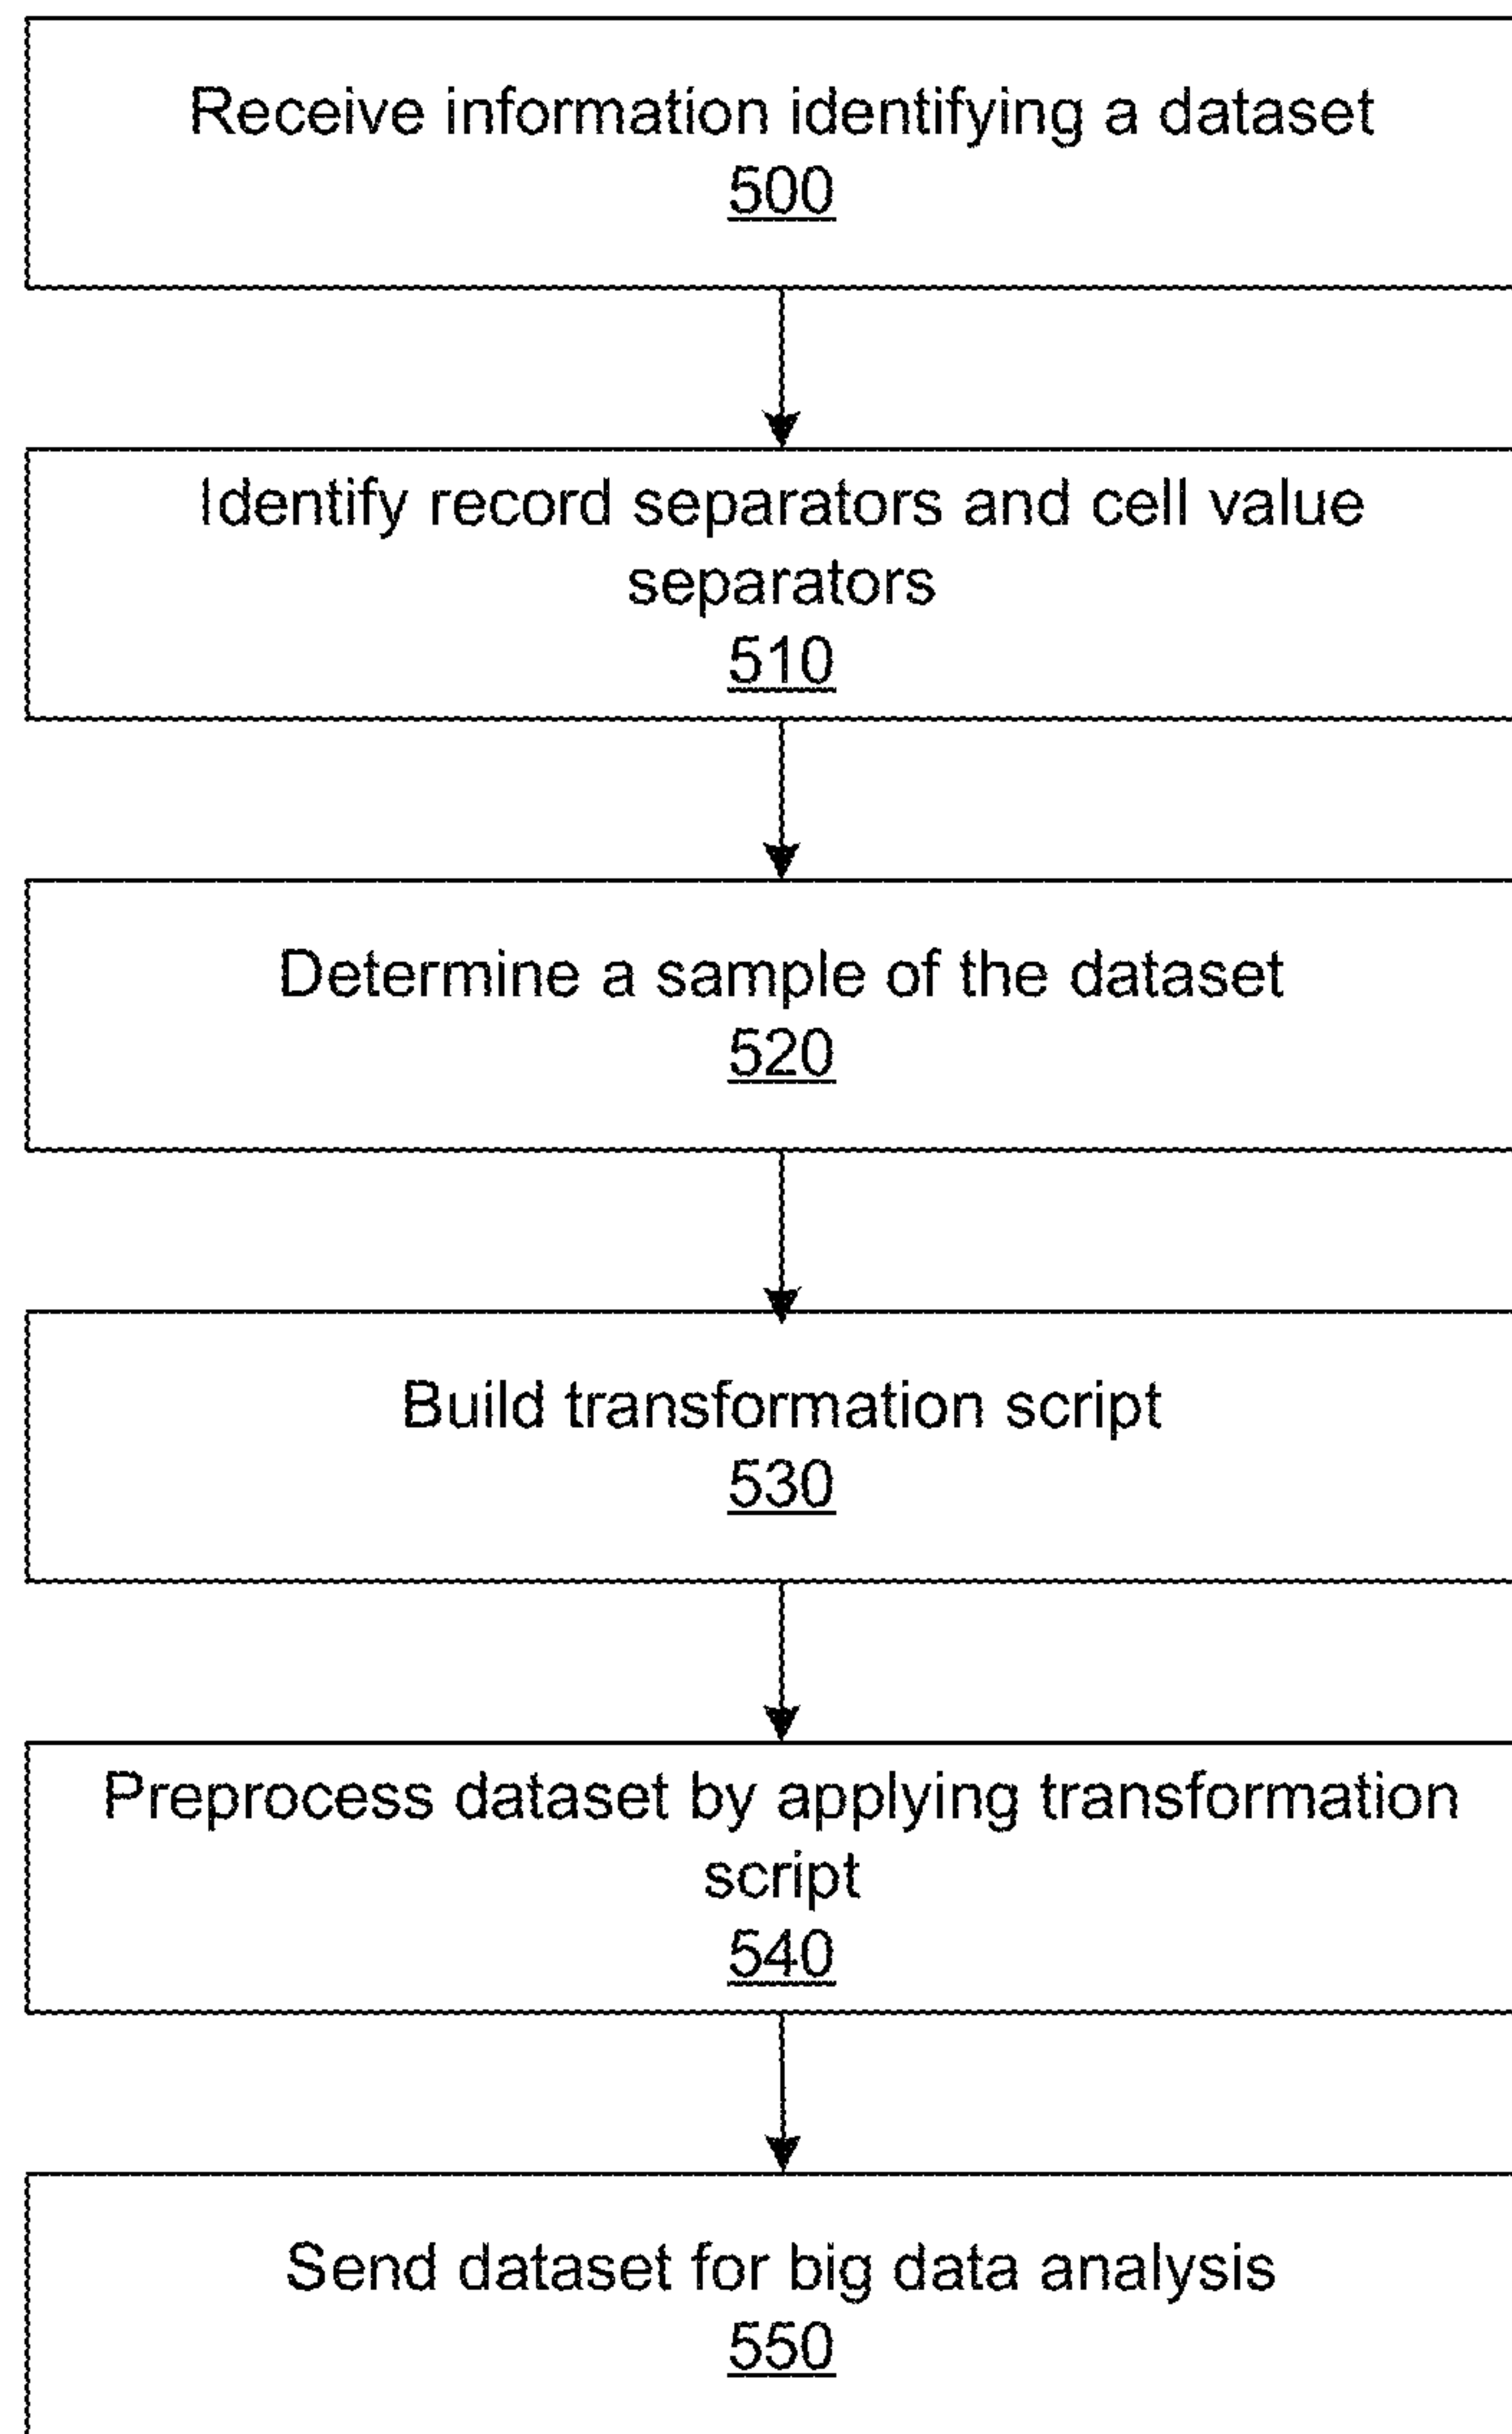 Receive information identifying a dataset
500
Identify record separators and cell value
separators
510
Determine a sample of the dataset
520
Build transformation script
530
Preprocess dataset by applying transformation
script
540
Send dataset for big data analysis
550